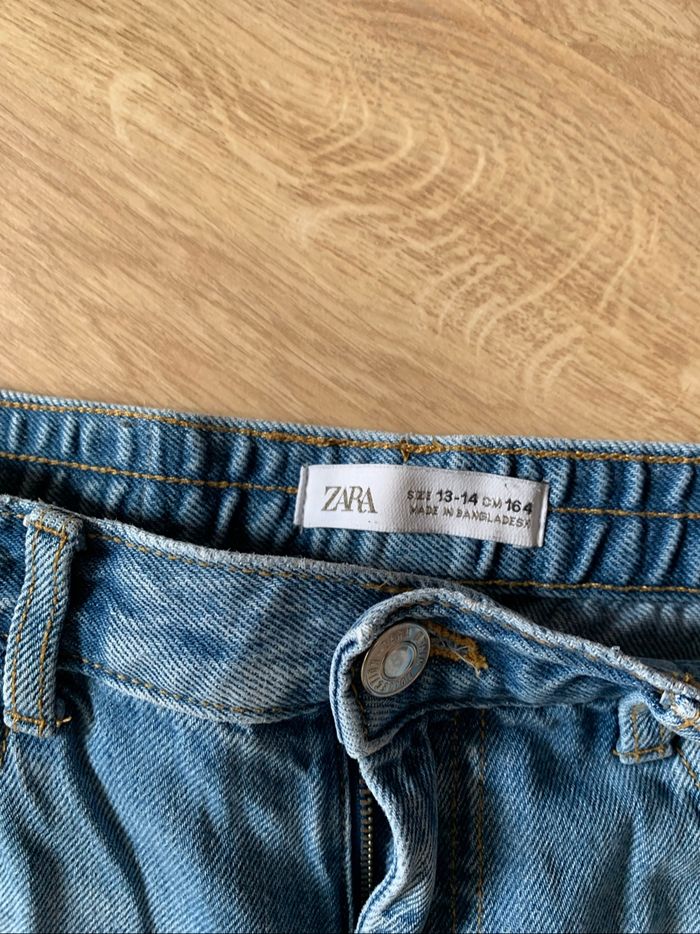 ZARA
SIZE 13-14 CM 164
MADE IN BANGLADESH